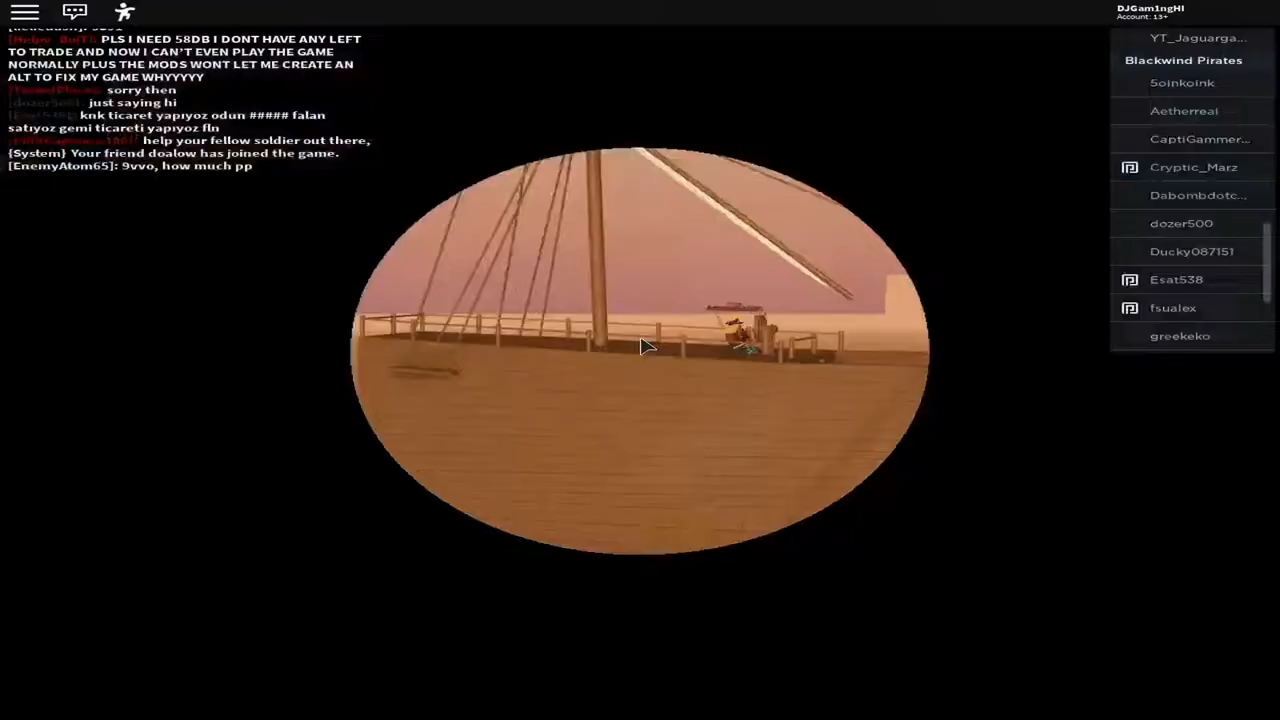 DJGam1ngHI
Account: 13+
PLS I NEED 58DB I DONT HAVE ANY LEFT
TO TRADE AND NOW I CAN'T EVEN PLAY THE GAME
NORMALLY PLUS THE MODS WONT LET ME CREATE AN
ALT TO FIX MY GAME WHYYYYY
sorry then
just saying hi
knk ticaret yapıyoz odun ##### falan
satıyoz gemi ticareti yapıyoz fln
help your fellow soldier out there,
{System} Your friend doalow has joined the game.
[EnemyAtom65]: 9vvo, how much pp
YT_Jaguarga...
Blackwind Pirates
5oinkoink
Aetherreal
CaptiGammer...
Cryptic_Marz
Dabombdotc...
dozer500
Ducky087151
Esat538
fsualex
greekeko